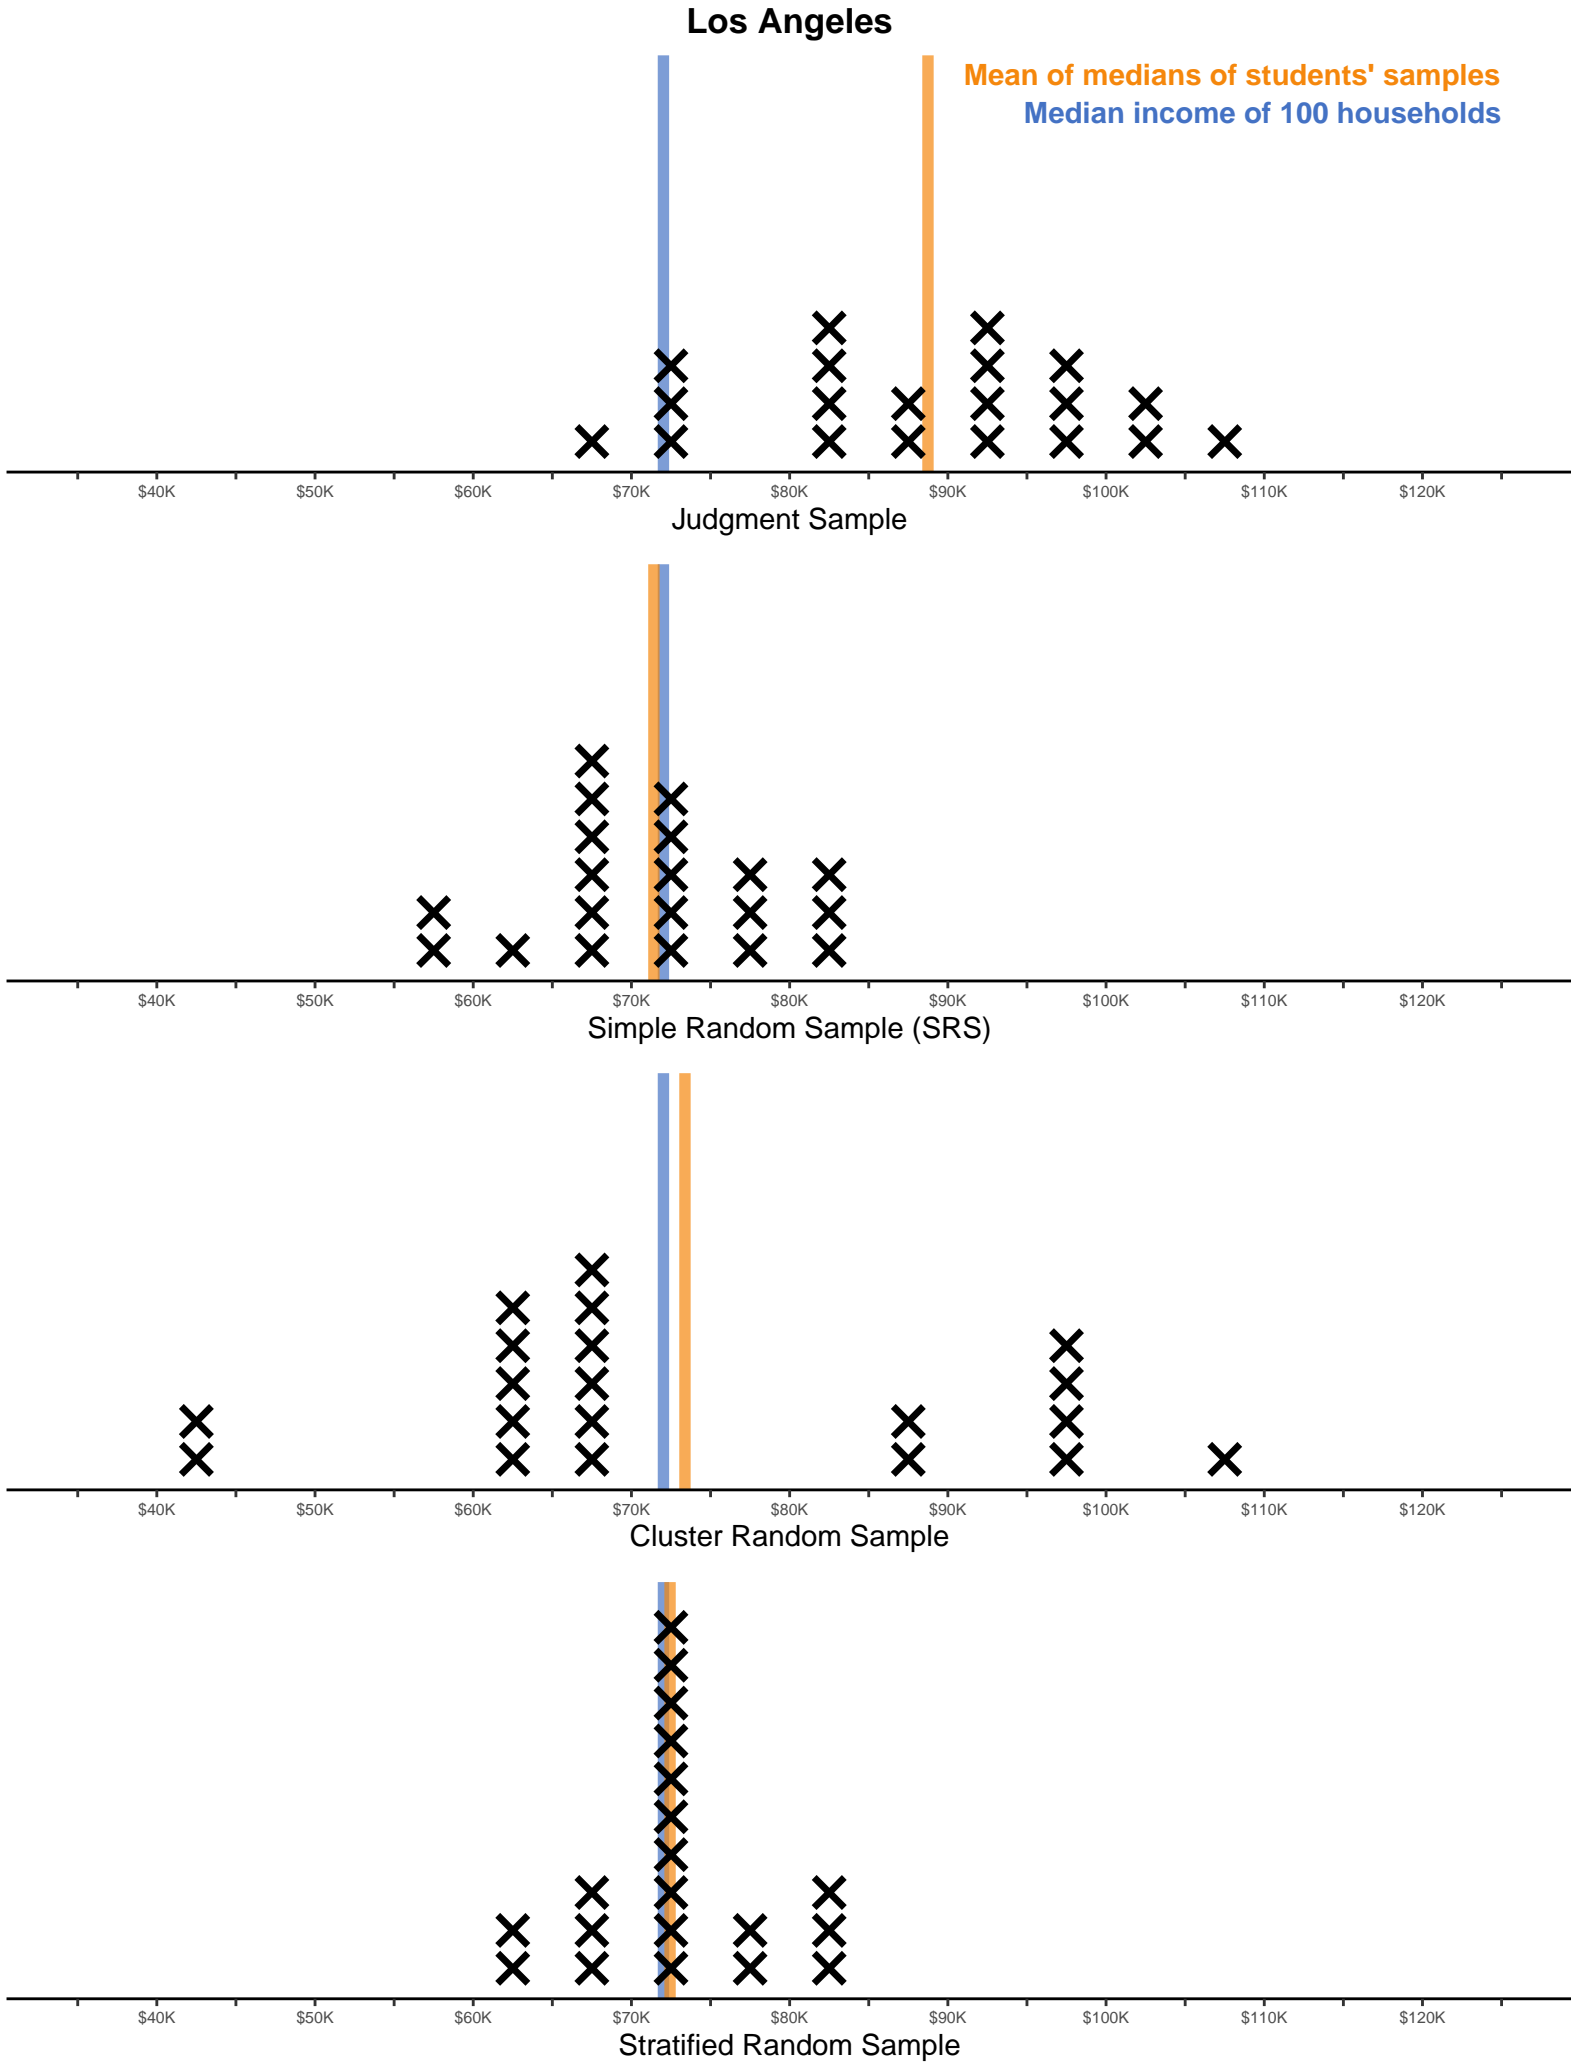 Los Angeles
Mean of medians of students' samples
Median income of 100 households
$40K $50K $60K $70K $80K $90K $100K $110K $120K
Judgment Sample
$40K $50K $60K $70K $80K $90K $100K $110K $120K
Simple Random Sample (SRS)
$40K $50K $60K $70K $80K $90K $100K $110K $120K
Cluster Random Sample
$40K $50K $60K $70K $80K $90K $100K $110K $120K
Stratified Random Sample